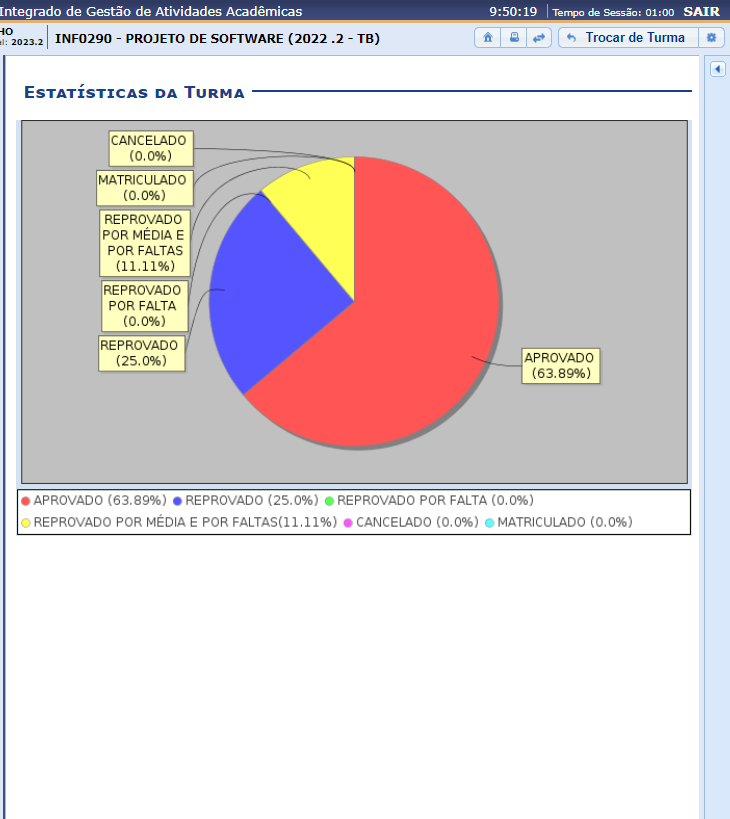 Integrado de Gestão de Atividades Acadêmicas 9:50:19 Tempo de Sessão: 01:00 SAIR
HO
el: 2023.2 INF0290 - PROJETO DE SOFTWARE (2022 .2 - TB) Trocar de Turma
Estatísticas da Turma
CANCELADO
(0.0%)
MATRICULADO
(0.0%)
REPROVADO
POR MÉDIA E
POR FALTAS
(11.11%)
REPROVADO
POR FALTA
(0.0%)
REPROVADO
(25.0%)
APROVADO
(63.89%)
APROVADO (63.89%) REPROVADO (25.0%) REPROVADO POR FALTA (0.0%)
REPROVADO POR MÉDIA E POR FALTAS(11.11%) CANCELADO (0.0%) MATRICULADO (0.0%)